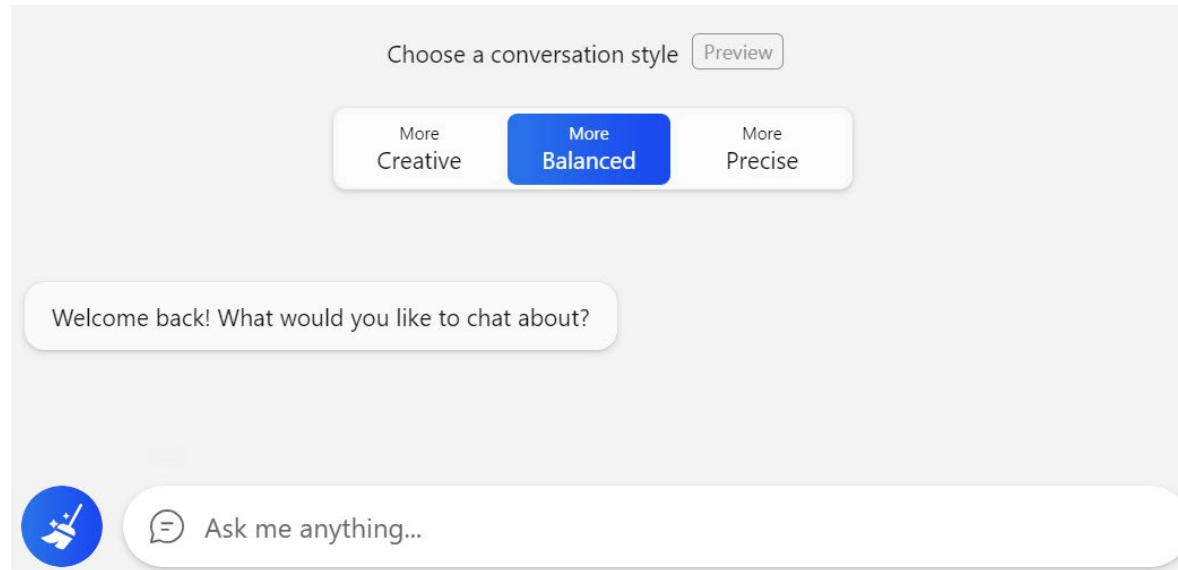 Choose a conversation style Preview
More
Creative
More
Balanced
More
Precise
Welcome back! What would you like to chat about?
Ask me anything...